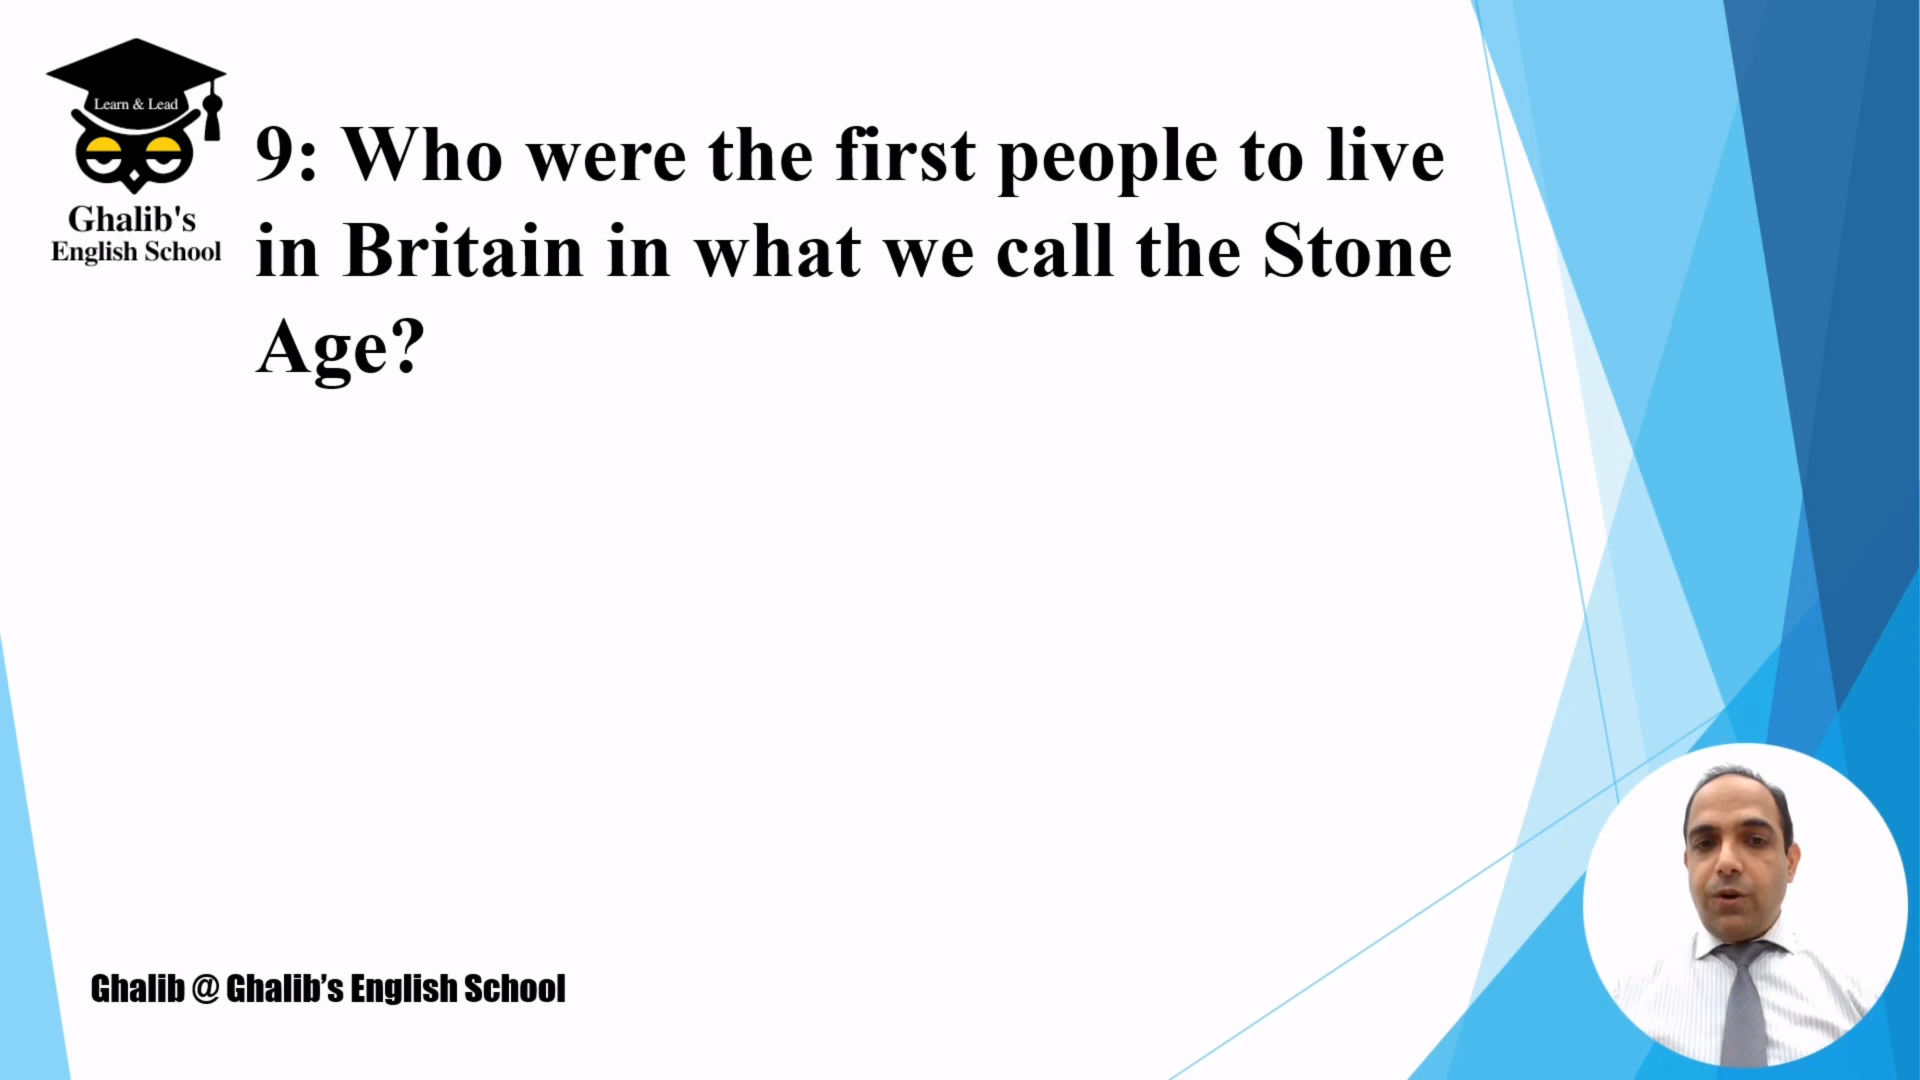 Learn & Lead
Ghalib's
English School
9: Who were the first people to live
in Britain in what we call the Stone
Age?
Ghalib @ Ghalib’s English School